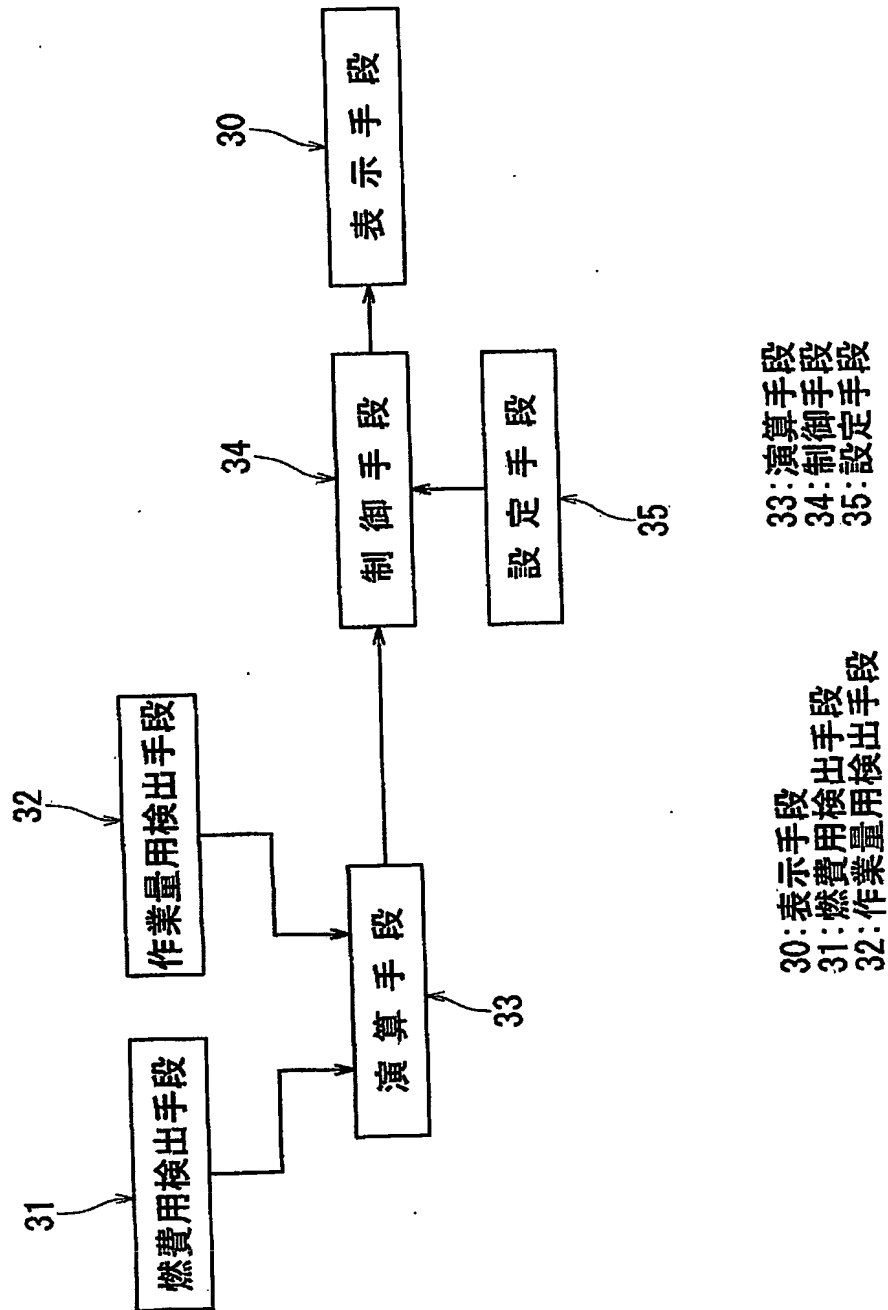 31
燃費用検出手段
32
作業量用検出手段
演算手段
33
34
制御手段
設定手段
35
30
表示手段
30:表示手段
31:燃費用検出手段
32:作業量用検出手段
33:演算手段
34:制御手段
35:設定手段